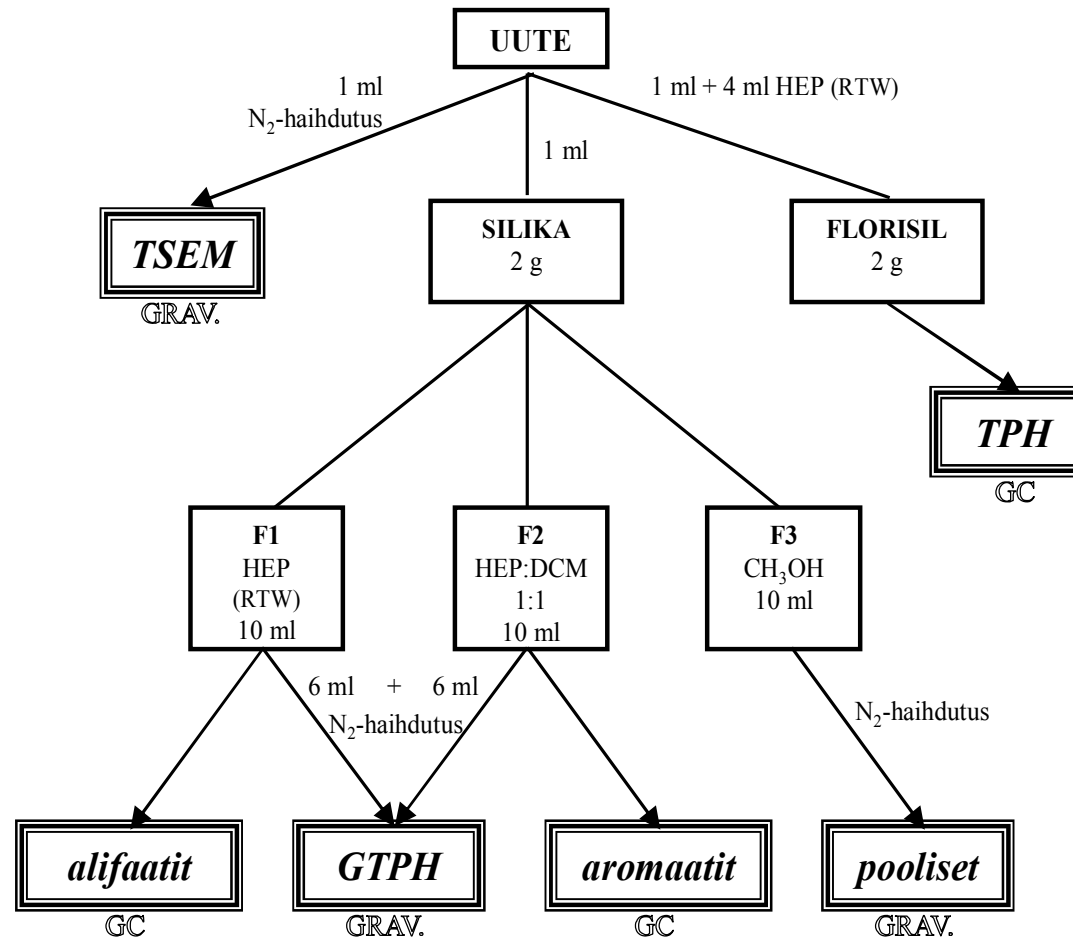 UUTE
1 ml
N₂-haihdutus
1 ml + 4 ml HEP (RTW)
1 ml
TSEM
GRAV.
SILIKA
2 g
FLORISIL
2 g
TPH
GC
F1
HEP
(RTW)
10 ml
F2
HEP:DCM
1:1
10 ml
F3
CH₃OH
10 ml
6 ml + 6 ml
N₂-haihdutus
N₂-haihdutus
alifaatit
GC
GTPH
GRAV.
aromaatit
GC
pooliset
GRAV.